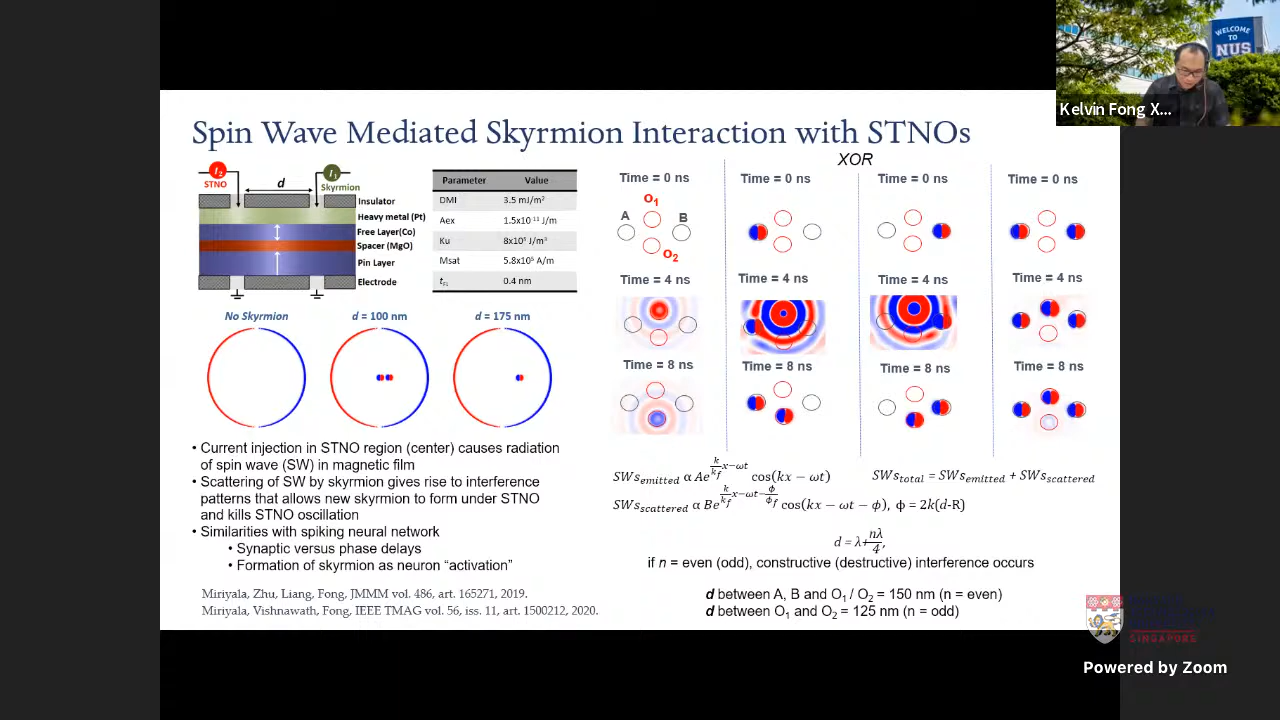 WELCOME
TO
NUS
Kelvin Fong X...
Spin Wave Mediated Skyrmion Interaction with STNOs
I₂
STNO
d
I₁
Skyrmion
Insulator
Heavy metal (Pt)
Free Layer(Co)
Spacer (MgO)
Pin Layer
Electrode
Parameter Value
DMI 3.5 mJ/m²
Aex 1.5x10⁻¹¹ J/m
Ku 8x10⁵ J/m³
Msat 5.8x10⁵ A/m
0.4 nm
No Skyrmion d = 100 nm d = 175 nm
• Current injection in STNO region (center) causes radiation
of spin wave (SW) in magnetic film
• Scattering of SW by skyrmion gives rise to interference
patterns that allows new skyrmion to form under STNO
and kills STNO oscillation
• Similarities with spiking neural network
• Synaptic versus phase delays
• Formation of skyrmion as neuron “activation”
Miriyala, Zhu, Liang, Fong, JMMM vol. 486, art. 165271, 2019.
Miriyala, Vishnawath, Fong, IEEE TMAG vol. 56, iss. 11, art. 1500212, 2020.
XOR
Time = 0 ns Time = 0 ns Time = 0 ns Time = 0 ns
A O₁ B
O₂
Time = 4 ns Time = 4 ns Time = 4 ns Time = 4 ns
Time = 8 ns Time = 8 ns Time = 8 ns Time = 8 ns
SWs_emitted α Ae^(k/k_f x−ωt) cos(kx − ωt) SWs_total = SWs_emitted + SWs_scattered
SWs_scattered α Be^(k/k_f x−ωt−ϕ/ϕ_f) cos(kx − ωt − ϕ), ϕ = 2k(d-R)
d = λ+nλ/4,
if n = even (odd), constructive (destructive) interference occurs
d between A, B and O₁ / O₂ = 150 nm (n = even)
d between O₁ and O₂ = 125 nm (n = odd)
SINGAPORE
Powered by Zoom